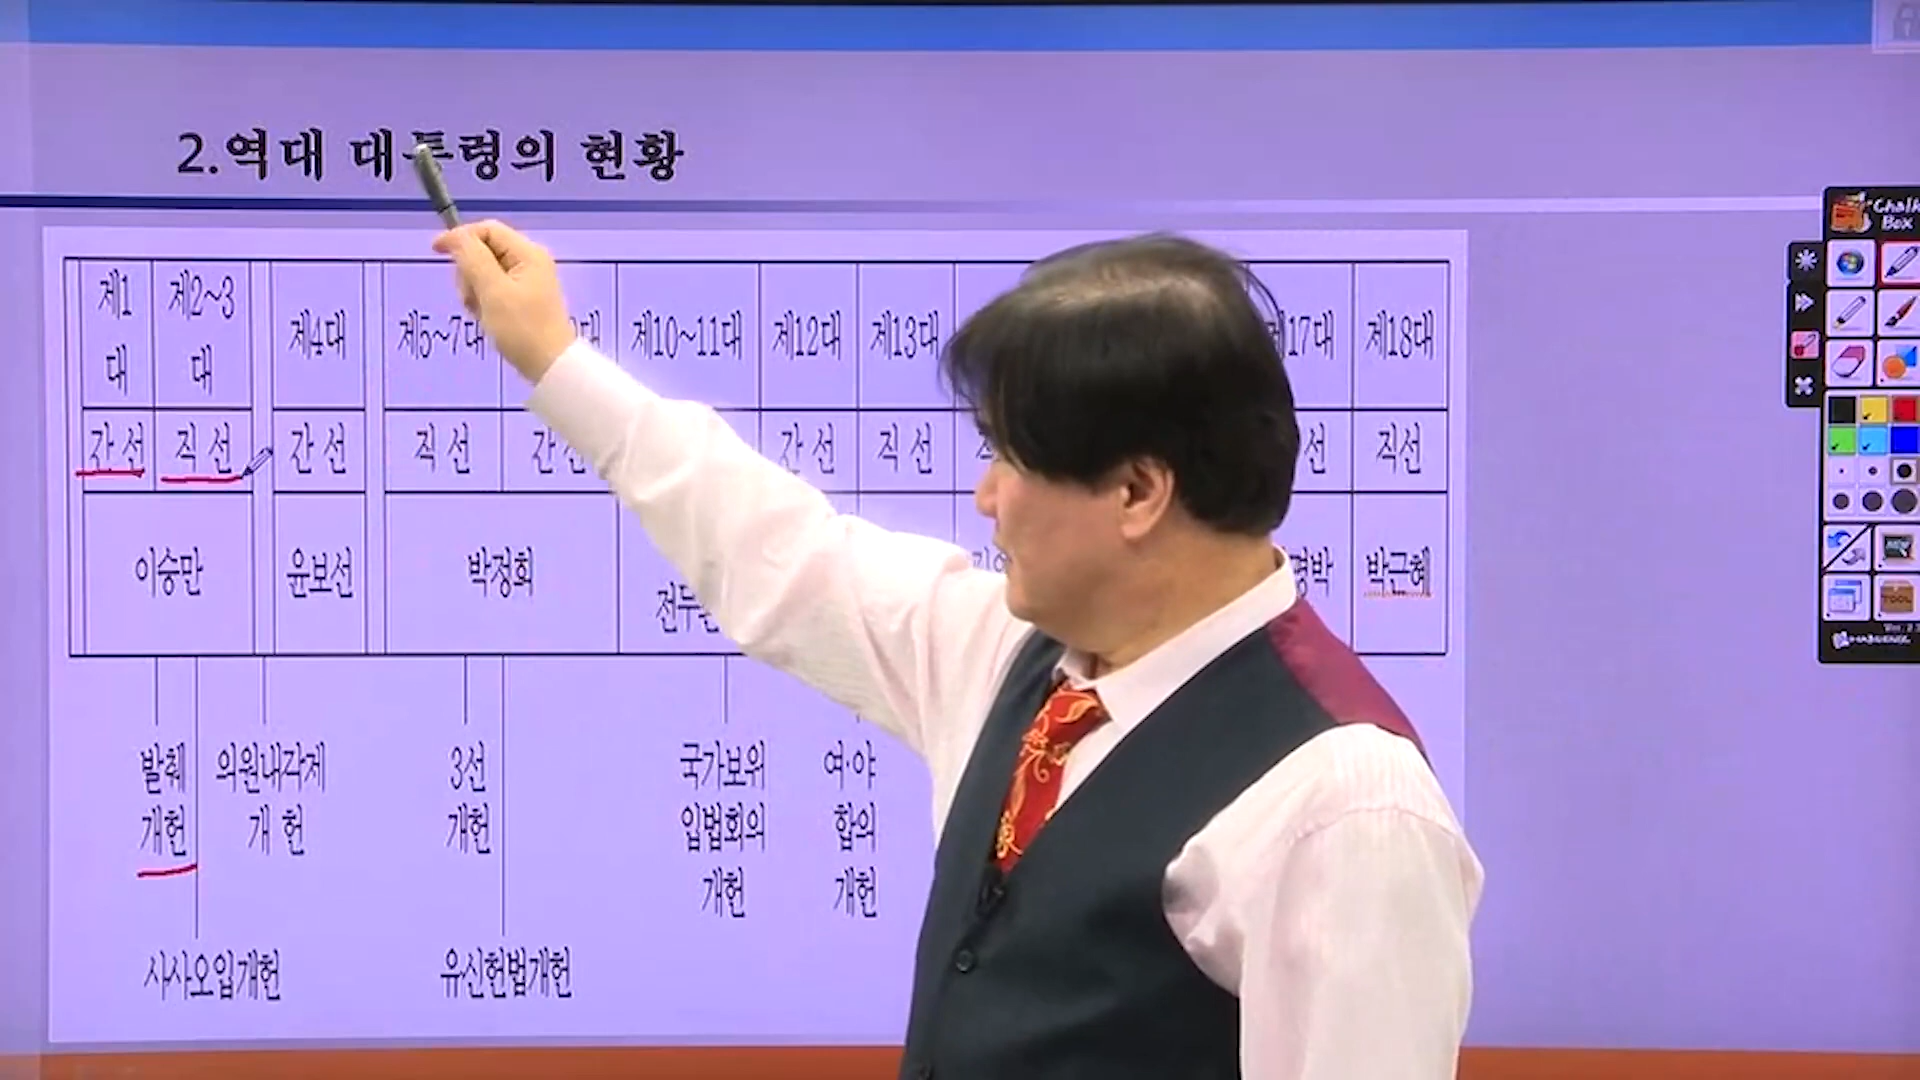 2.역대 대통령의 현황
제1대
제2~3대
제4대
제5~7대
제10~11대
제12대
제13대
제17대
제18대
간 선
직 선
간 선
직 선
간 선
직 선
직선
이승만
윤보선
박정희
박근혜
발췌
개헌
의원내각제
개 헌
3선
개헌
국가보위
입법회의
개헌
여·야
합의
개헌
사사오입개헌
유신헌법개헌
Chalk
Box
TOOL